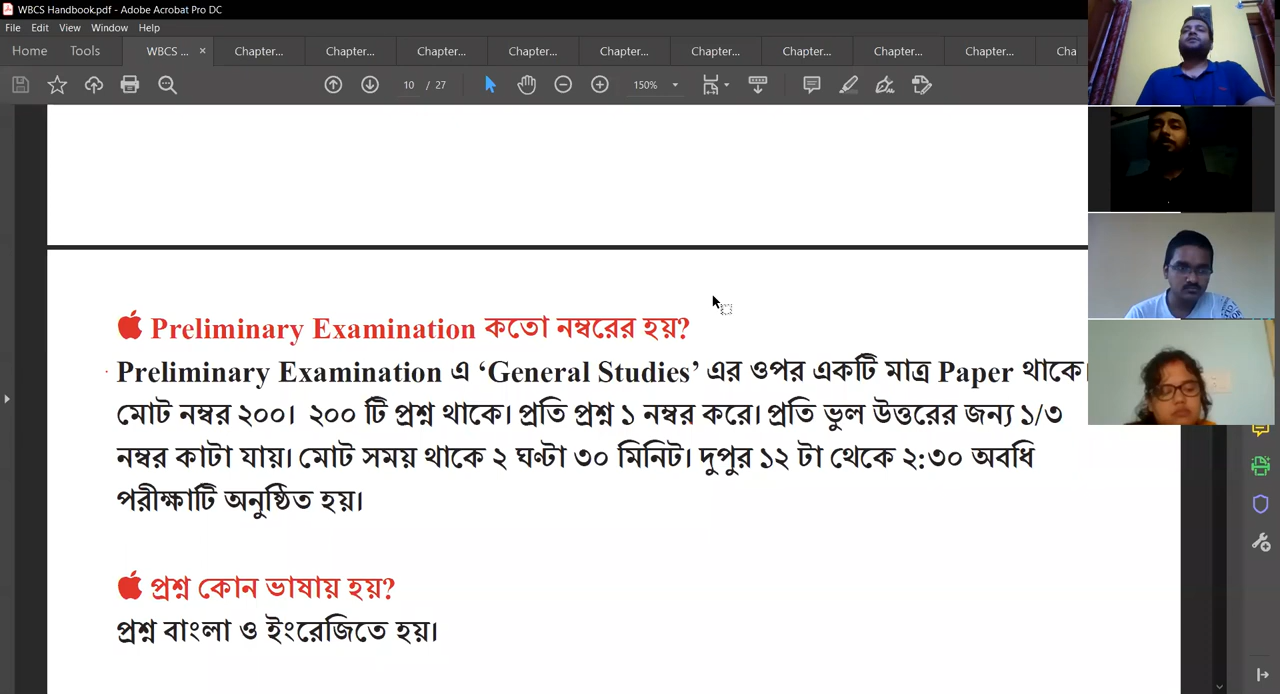 WBCS Handbook.pdf - Adobe Acrobat Pro DC
File Edit View Window Help
Home Tools WBCS ... × Chapter... Chapter... Chapter... Chapter... Chapter... Chapter... Chapter... Chapter... Chapter... Cha
10 / 27 150%
Preliminary Examination কতো নম্বরের হয়?
Preliminary Examination এ ‘General Studies’ এর ওপর একটি মাত্র Paper থাকে।
মোট নম্বর ২০০। ২০০ টি প্রশ্ন থাকে। প্রতি প্রশ্ন ১ নম্বর করে। প্রতি ভুল উত্তরের জন্য ১/৩
নম্বর কাটা যায়। মোট সময় থাকে ২ ঘণ্টা ৩০ মিনিট। দুপুর ১২ টা থেকে ২:৩০ অবধি
পরীক্ষাটি অনুষ্ঠিত হয়।
প্রশ্ন কোন ভাষায় হয়?
প্রশ্ন বাংলা ও ইংরেজিতে হয়।